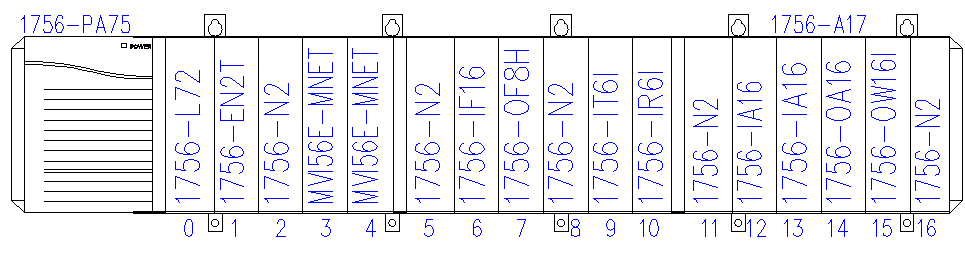 1756-PA75
1756-A17
POWER
1756-L72
1756-EN2T
1756-N2
MVI56E-MNET
MVI56E-MNET
1756-N2
1756-IF16
1756-OF8H
1756-N2
1756-IT6I
1756-IR6I
1756-N2
1756-IA16
1756-IA16
1756-OA16
1756-OW16I
1756-N2
0 1 2 3 4 5 6 7 8 9 10 11 12 13 14 15 16